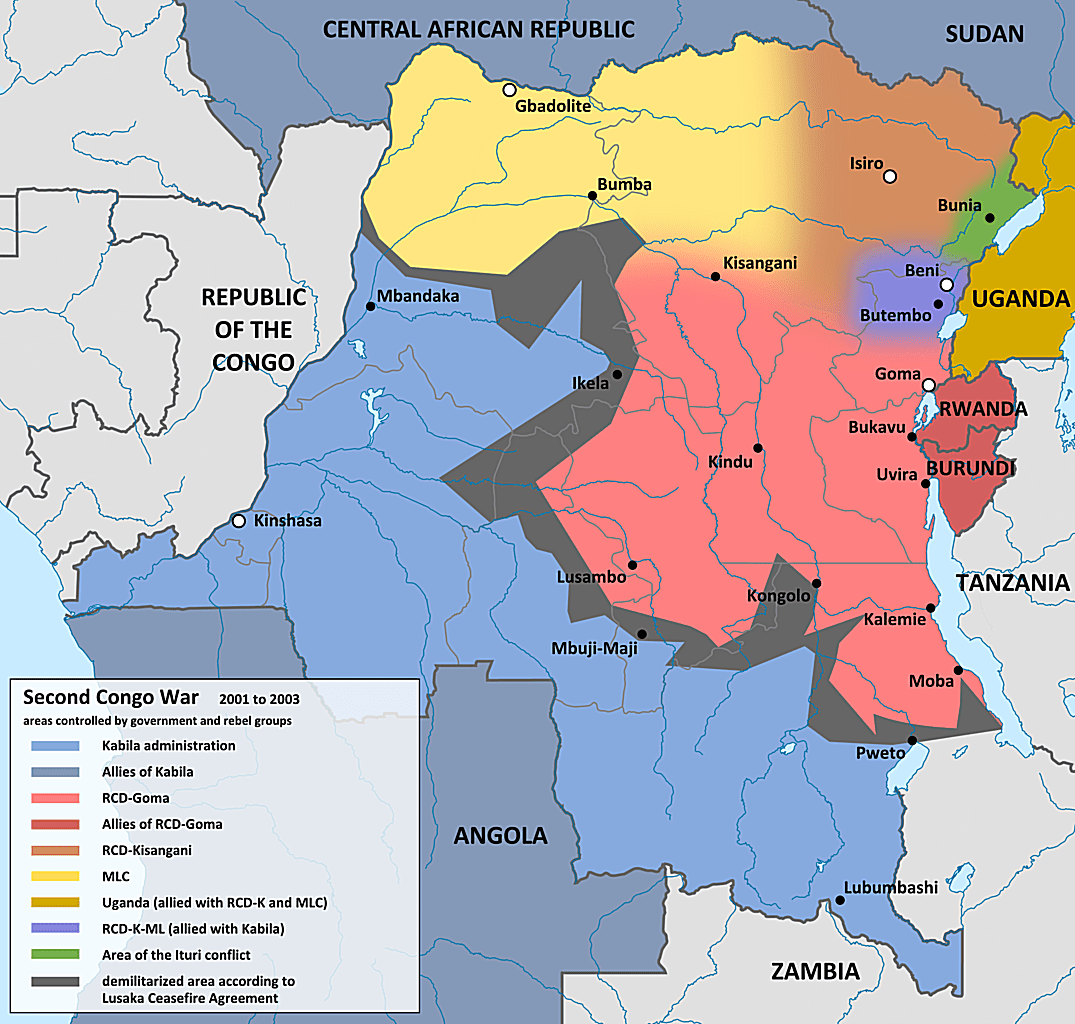 CENTRAL AFRICAN REPUBLIC
SUDAN
Gbadolite
Isiro
Bumba
Bunia
Kisangani
Beni
REPUBLIC
OF THE
CONGO
Mbandaka
UGANDA
Butembo
Ikela
Goma
RWANDA
Bukavu
Kindu
Uvira
BURUNDI
Kinshasa
Lusambo
TANZANIA
Kongolo
Kalemie
Mbuji-Maji
Moba
Pweto
ANGOLA
Lubumbashi
ZAMBIA
Second Congo War 2001 to 2003
areas controlled by government and rebel groups
Kabila administration
Allies of Kabila
RCD-Goma
Allies of RCD-Goma
RCD-Kisangani
MLC
Uganda (allied with RCD-K and MLC)
RCD-K-ML (allied with Kabila)
Area of the Ituri conflict
demilitarized area according to
Lusaka Ceasefire Agreement